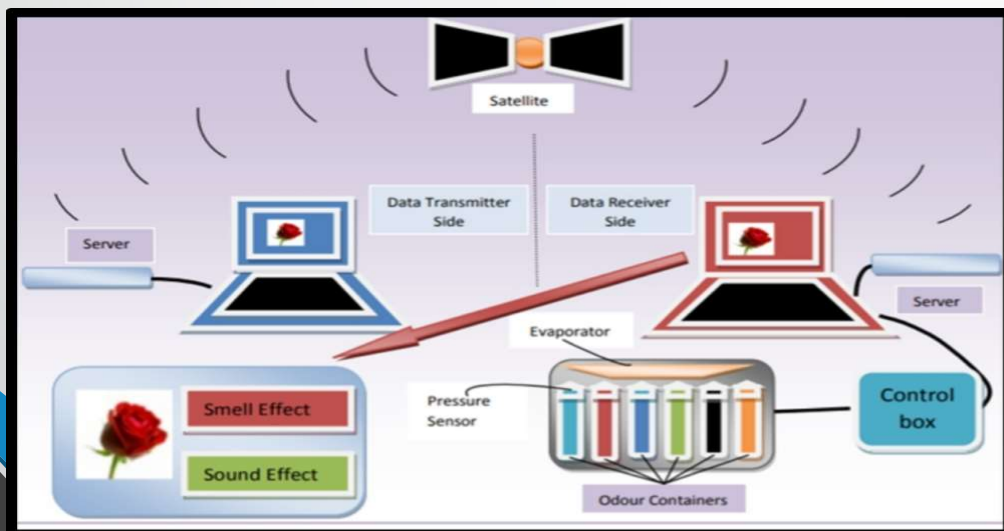 Satellite
Data Transmitter
Side
Data Receiver
Side
Server
Server
Evaporator
Pressure
Sensor
Control
box
Smell Effect
Sound Effect
Odour Containers